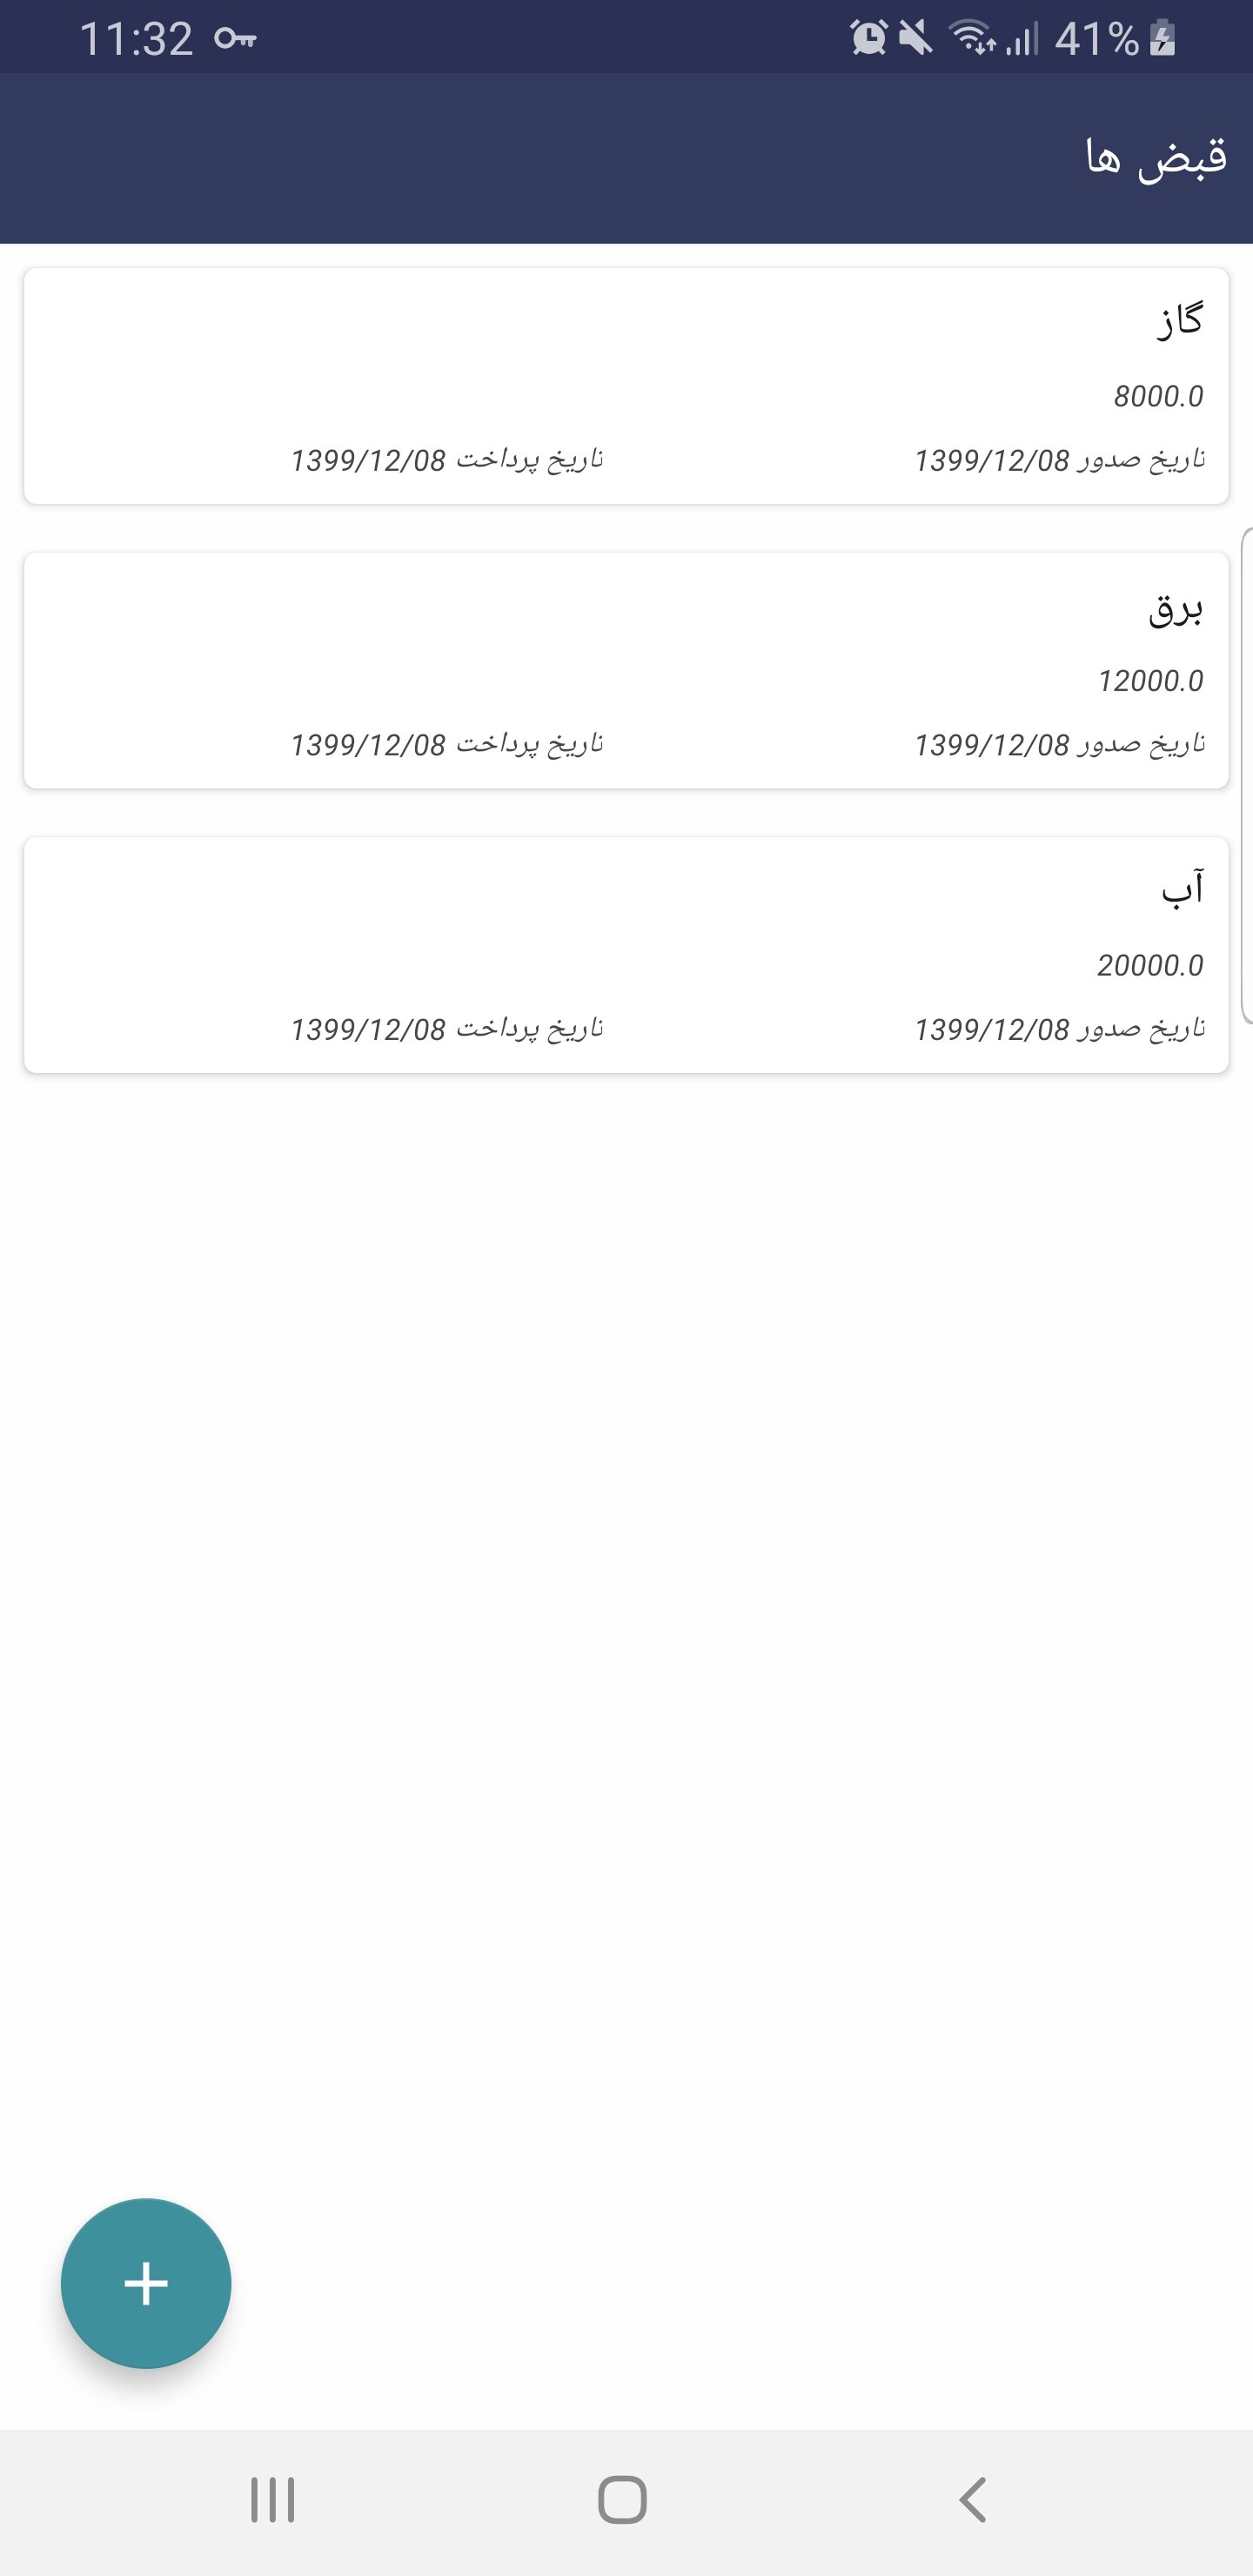 11:32 41%
قبض ها
گاز
8000.0
تاریخ صدور 1399/12/08 تاریخ پرداخت 1399/12/08
برق
12000.0
تاریخ صدور 1399/12/08 تاریخ پرداخت 1399/12/08
آب
20000.0
تاریخ صدور 1399/12/08 تاریخ پرداخت 1399/12/08